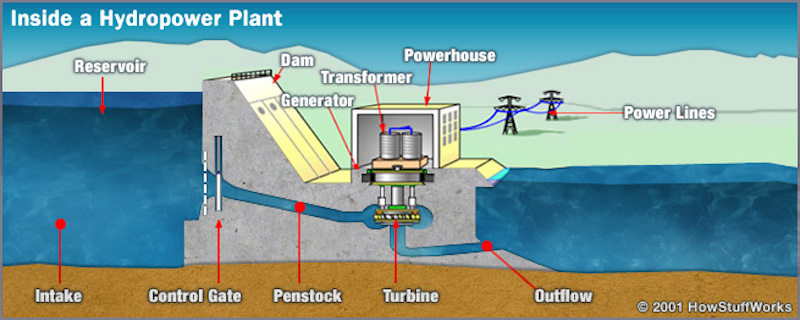 Inside a Hydropower Plant
Reservoir
Dam
Powerhouse
Transformer
Generator
Power Lines
Intake
Control Gate
Penstock
Turbine
Outflow
© 2001 HowStuffWorks